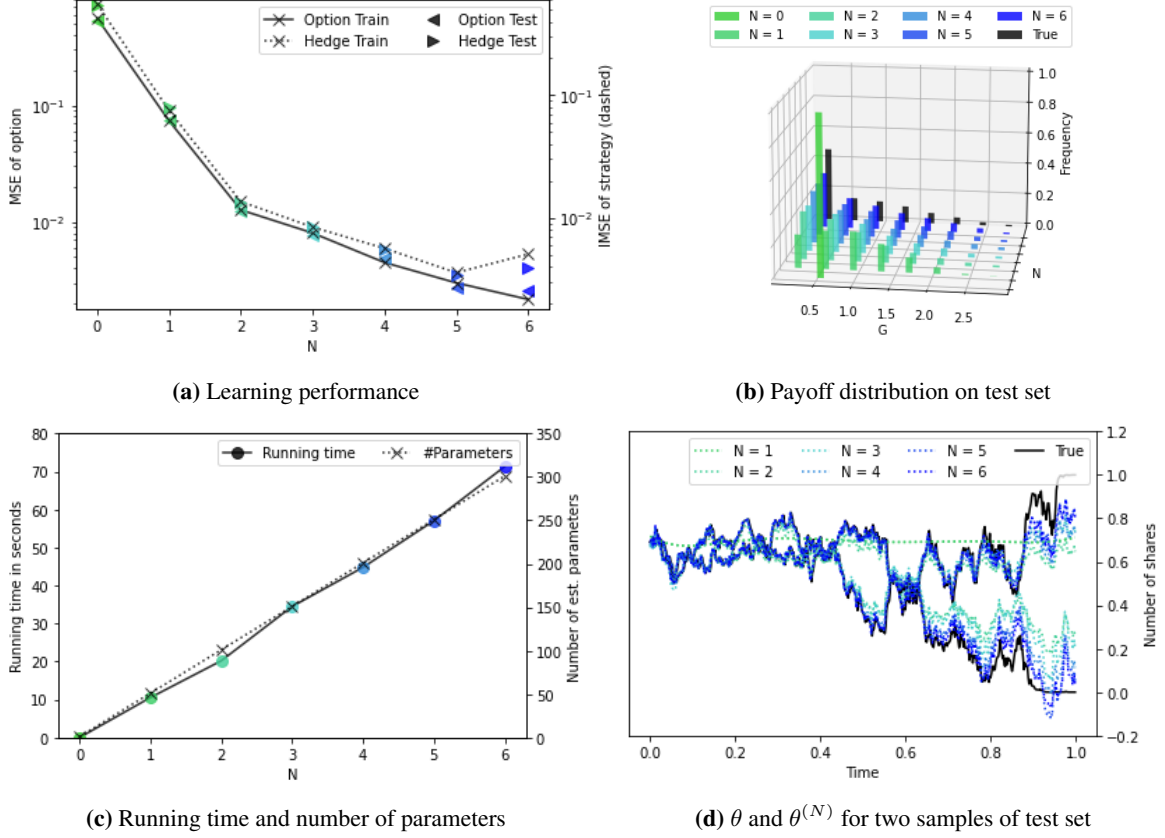 Option Train
Hedge Train
Option Test
Hedge Test
10⁻¹
10⁻²
MSE of option
10⁻¹
10⁻²
IMSE of strategy (dashed)
0 1 2 3 4 5 6
N
(a) Learning performance
N = 0
N = 1
N = 2
N = 3
N = 4
N = 5
N = 6
True
1.0
0.8
0.6
0.4
0.2
0.0
Frequency
N
0.5 1.0 1.5 2.0 2.5
G
(b) Payoff distribution on test set
Running time
#Parameters
80
70
60
50
40
30
20
10
0
Running time in seconds
350
300
250
200
150
100
50
0
Number of est. parameters
0 1 2 3 4 5 6
N
(c) Running time and number of parameters
N = 1
N = 2
N = 3
N = 4
N = 5
N = 6
True
1.2
1.0
0.8
0.6
0.4
0.2
0.0
−0.2
Number of shares
0.0 0.2 0.4 0.6 0.8 1.0
Time
(d) θ and θ⁽ᴺ⁾ for two samples of test set